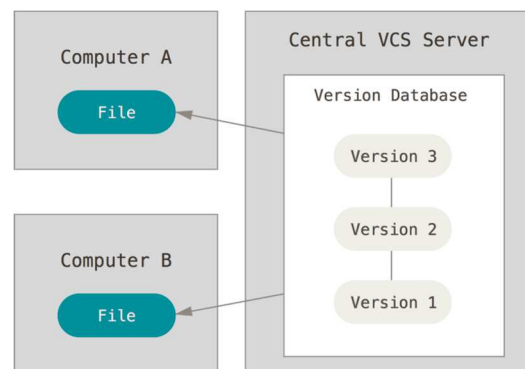 Computer A
File
Computer B
File
Central VCS Server
Version Database
Version 3
Version 2
Version 1